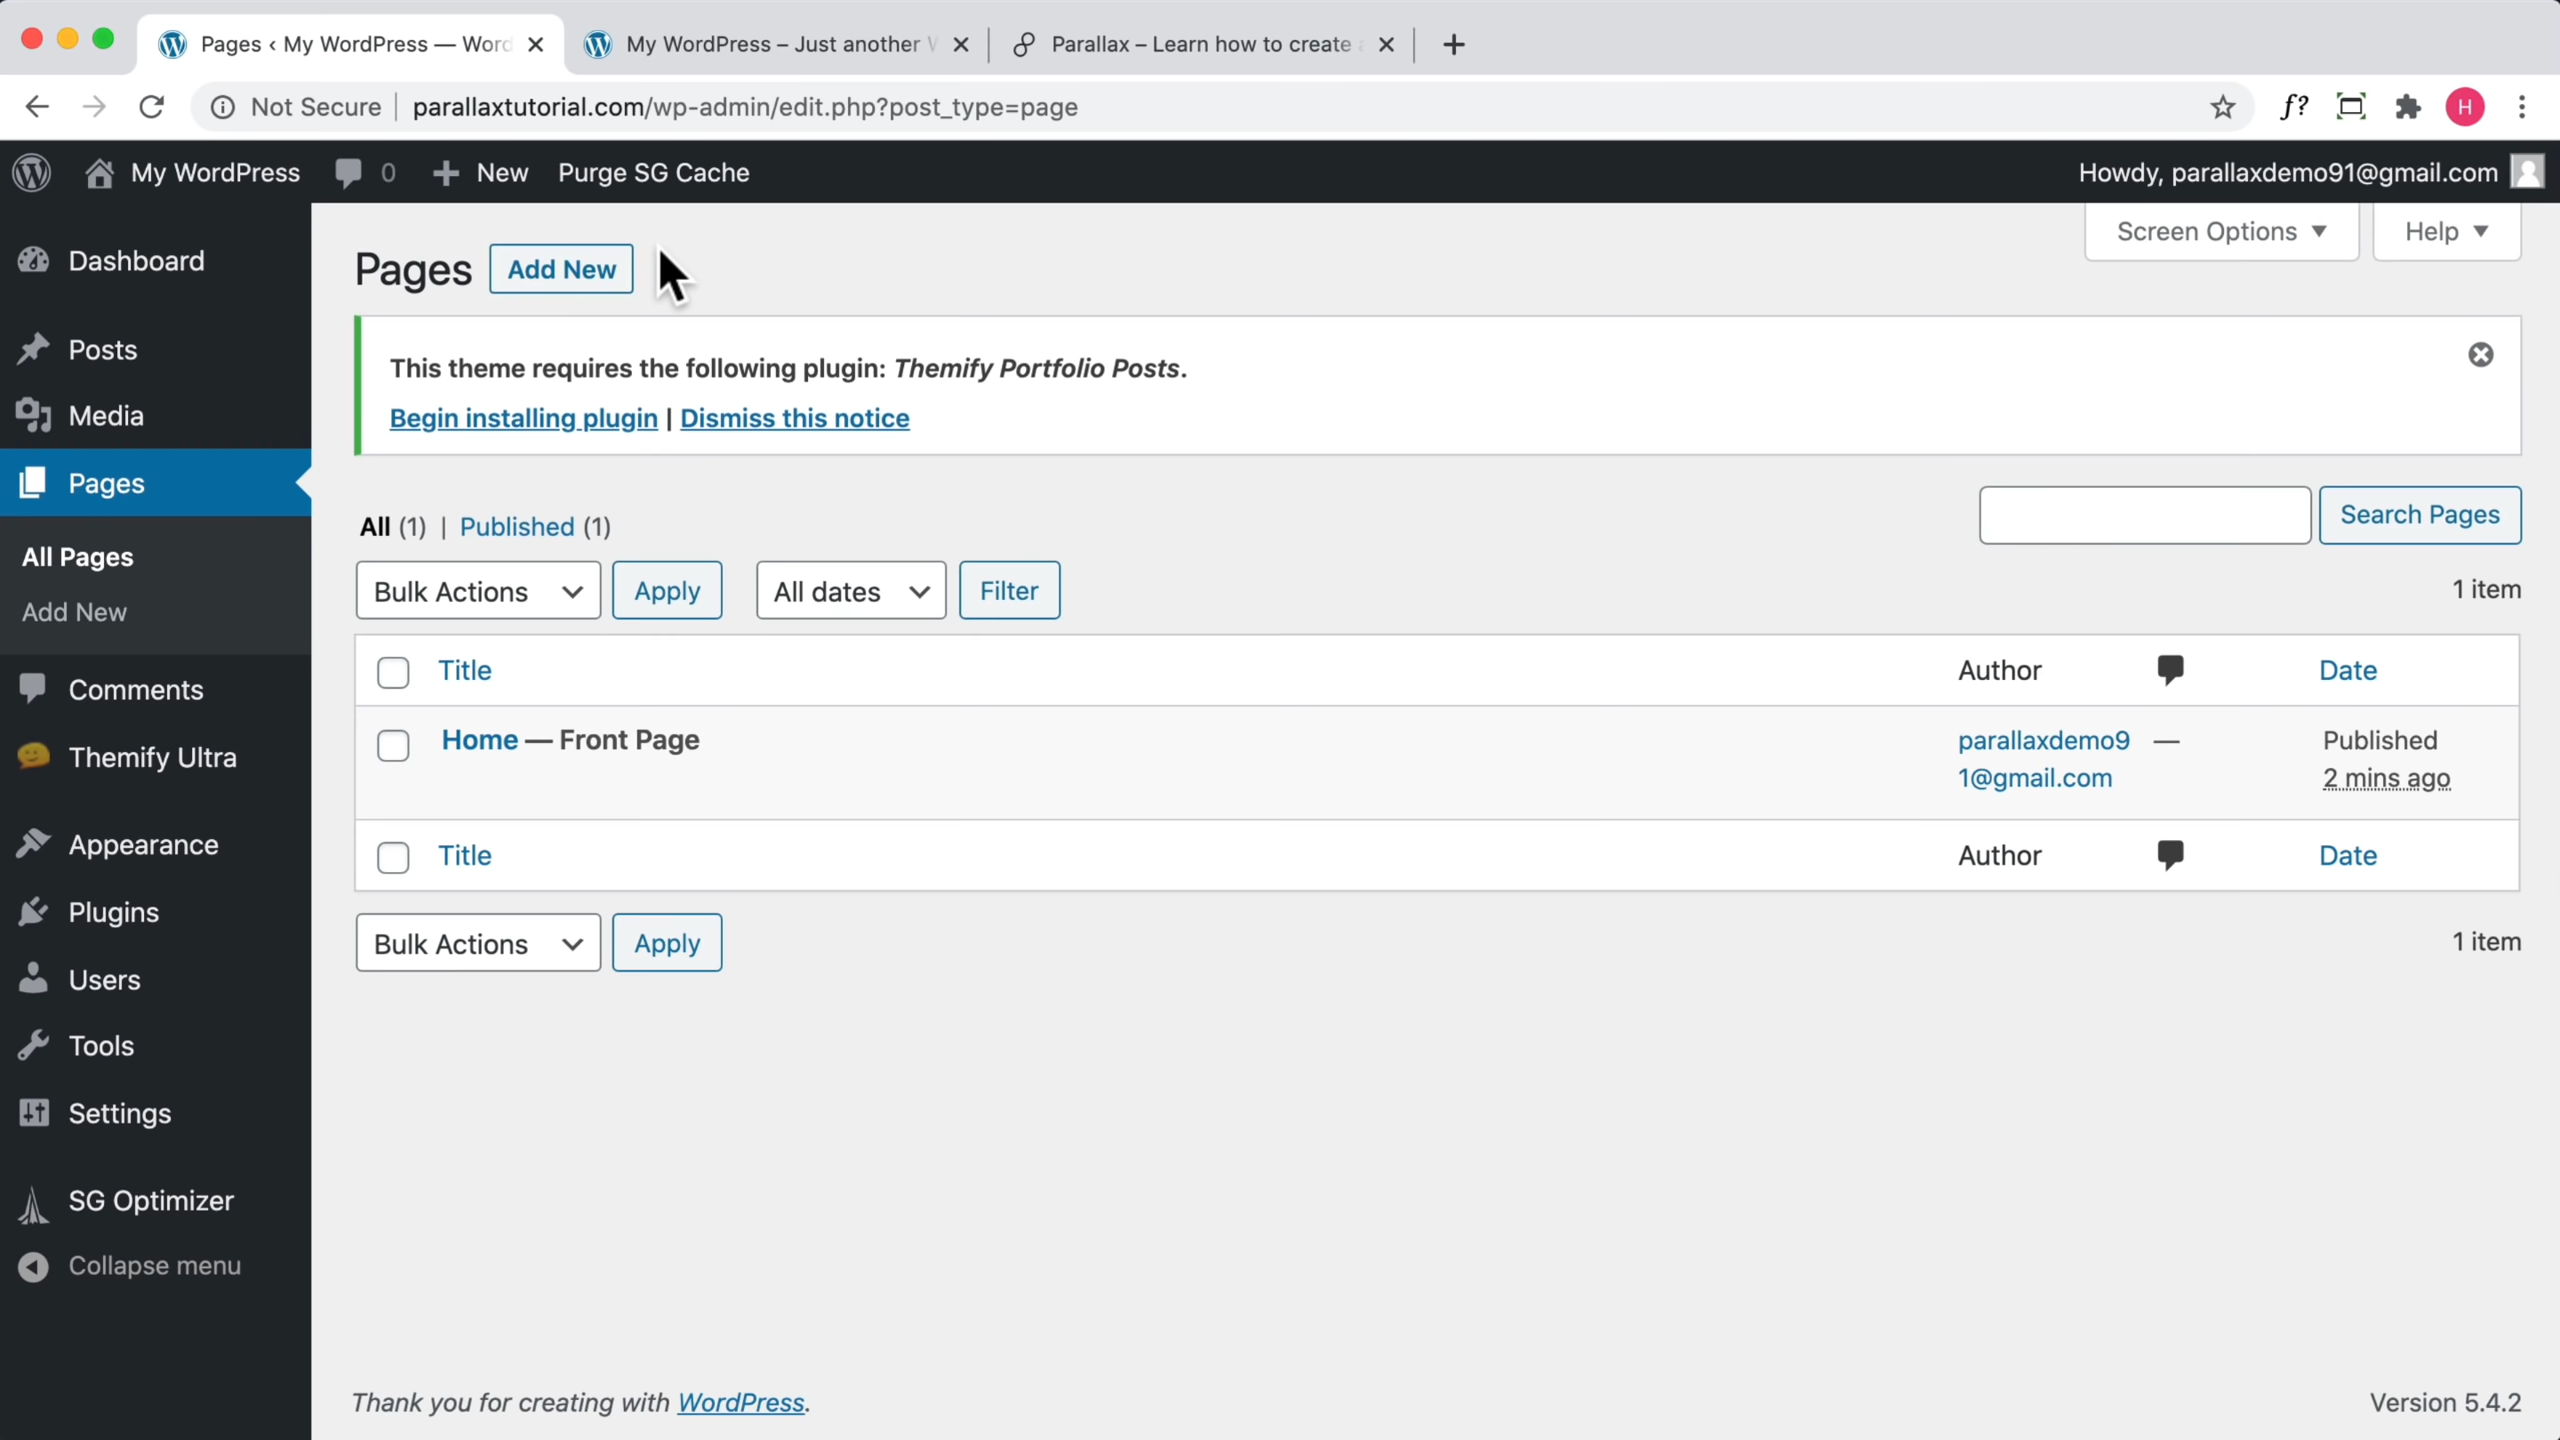 Pages ‹ My WordPress — Word
My WordPress – Just another W
Parallax – Learn how to create a
Not Secure | parallaxtutorial.com/wp-admin/edit.php?post_type=page
f?
H
My WordPress
0
New
Purge SG Cache
Howdy, parallaxdemo91@gmail.com
Dashboard
Posts
Media
Pages
All Pages
Add New
Comments
Themify Ultra
Appearance
Plugins
Users
Tools
Settings
SG Optimizer
Collapse menu
Screen Options
Help
Pages
Add New
This theme requires the following plugin: Themify Portfolio Posts.
Begin installing plugin | Dismiss this notice
All (1) | Published (1)
Search Pages
Bulk Actions
Apply
All dates
Filter
1 item
Title
Author
Date
Home — Front Page
parallaxdemo9
1@gmail.com
—
Published
2 mins ago
Title
Author
Date
Bulk Actions
Apply
1 item
Thank you for creating with WordPress.
Version 5.4.2